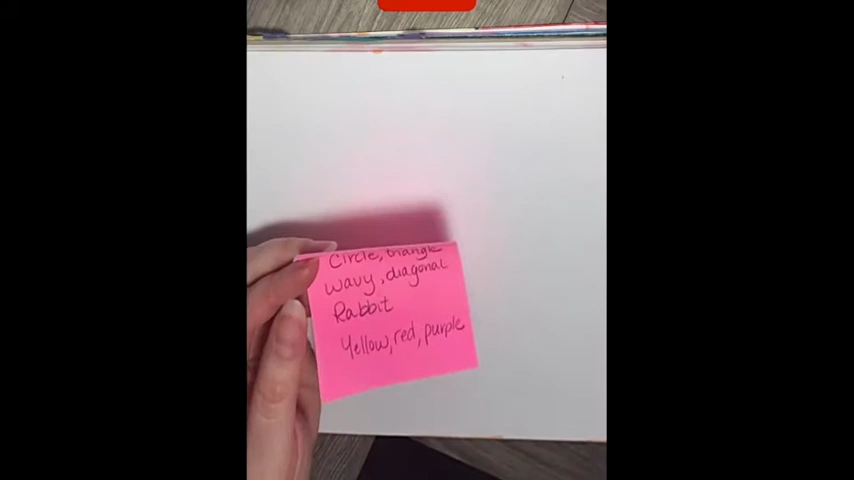 Circle, triangle
wavy, diagonal
Rabbit
Yellow, red, purple